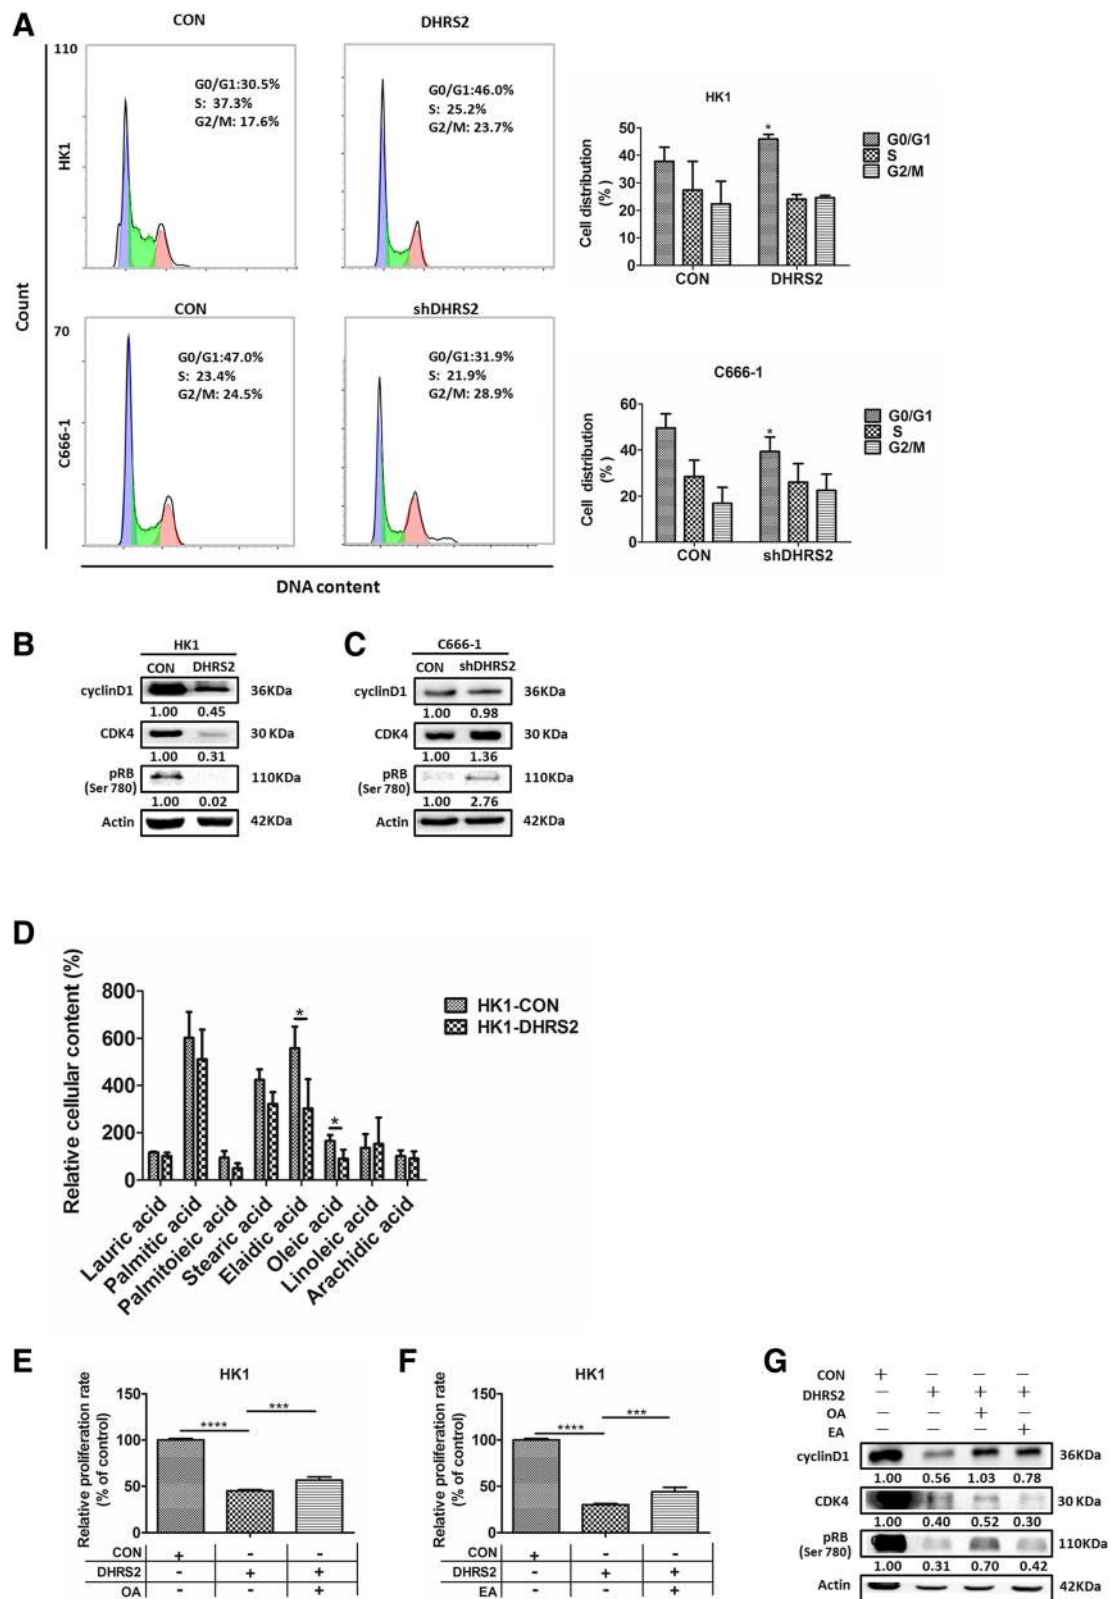 A
CON
DHRS2
110
G0/G1:30.5%
S: 37.3%
G2/M: 17.6%
G0/G1:46.0%
S: 25.2%
G2/M: 23.7%
HK1
HK1
Cell distribution
(%)
50
40
30
20
10
0
*
G0/G1
S
G2/M
CON DHRS2
Count
CON
shDHRS2
70
G0/G1:47.0%
S: 23.4%
G2/M: 24.5%
G0/G1:31.9%
S: 21.9%
G2/M: 28.9%
C666-1
C666-1
Cell distribution
(%)
60
40
20
0
*
G0/G1
S
G2/M
CON shDHRS2
DNA content
B
HK1
CON DHRS2
cyclinD1 36KDa
1.00 0.45
CDK4 30 KDa
1.00 0.31
pRB
(Ser 780) 110KDa
1.00 0.02
Actin 42KDa
C
C666-1
CON shDHRS2
cyclinD1 36KDa
1.00 0.98
CDK4 30 KDa
1.00 1.36
pRB
(Ser 780) 110KDa
1.00 2.76
Actin 42KDa
D
Relative cellular content (%)
800
600
400
200
0
*
*
HK1-CON
HK1-DHRS2
Lauric acid
Palmitic acid
Palmitoieic acid
Stearic acid
Elaidic acid
Oleic acid
Linoleic acid
Arachidic acid
E
HK1
Relative proliferation rate
(% of control)
150
100
50
0
****
***
CON + - -
DHRS2 - + +
OA - - +
F
HK1
Relative proliferation rate
(% of control)
150
100
50
0
****
***
CON + - -
DHRS2 - + +
EA - - +
G
CON + — — —
DHRS2 — + + +
OA — — + —
EA — — — +
cyclinD1 36KDa
1.00 0.56 1.03 0.78
CDK4 30 KDa
1.00 0.40 0.52 0.30
pRB
(Ser 780) 110KDa
1.00 0.31 0.70 0.42
Actin 42KDa